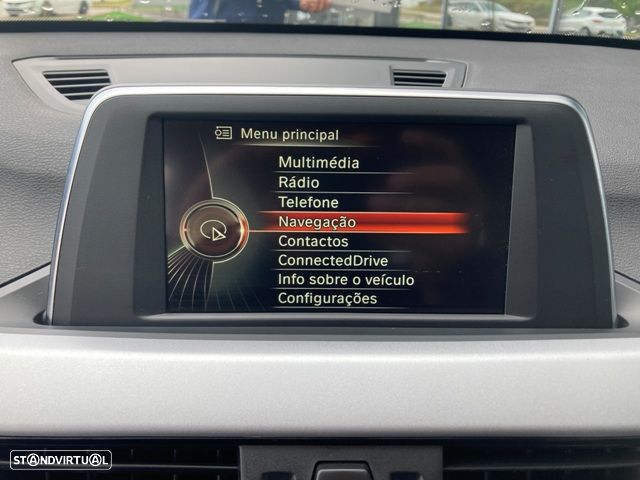 Menu principal
Multimédia
Rádio
Telefone
Navegação
Contactos
ConnectedDrive
Info sobre o veículo
Configurações
STANDVIRTUAL